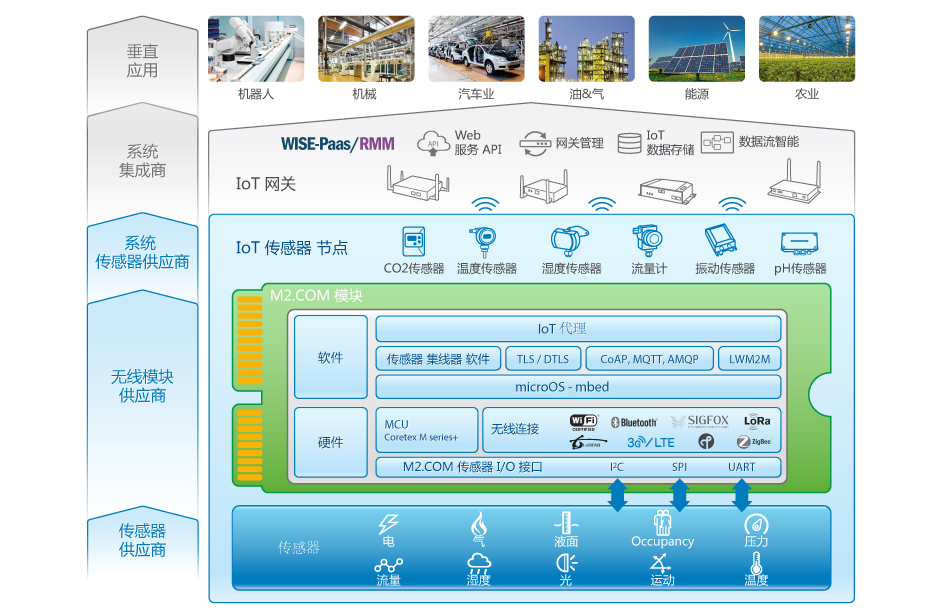 垂直
应用
机器人
机械
汽车业
油&气
能源
农业
系统
集成商
WISE-Paas/RMM
API
Web
服务 API
网关管理
IoT
数据存储
数据流智能
IoT 网关
系统
传感器供应商
IoT 传感器 节点
CO2传感器
温度传感器
湿度传感器
流量计
振动传感器
pH传感器
无线模块
供应商
M2.COM 模块
软件
IoT 代理
传感器 集线器 软件
TLS / DTLS
CoAP, MQTT, AMQP
LWM2M
microOS - mbed
硬件
MCU
Coretex M series+
无线连接
Wi Fi
CERTIFIED
Bluetooth
SIGFOX
LoRa
6LoWPAN
3G/LTE
ZigBee
M2.COM 传感器 I/O 接口
I²C
SPI
UART
传感器
供应商
传感器
电
气
液面
Occupancy
压力
流量
湿度
光
运动
温度